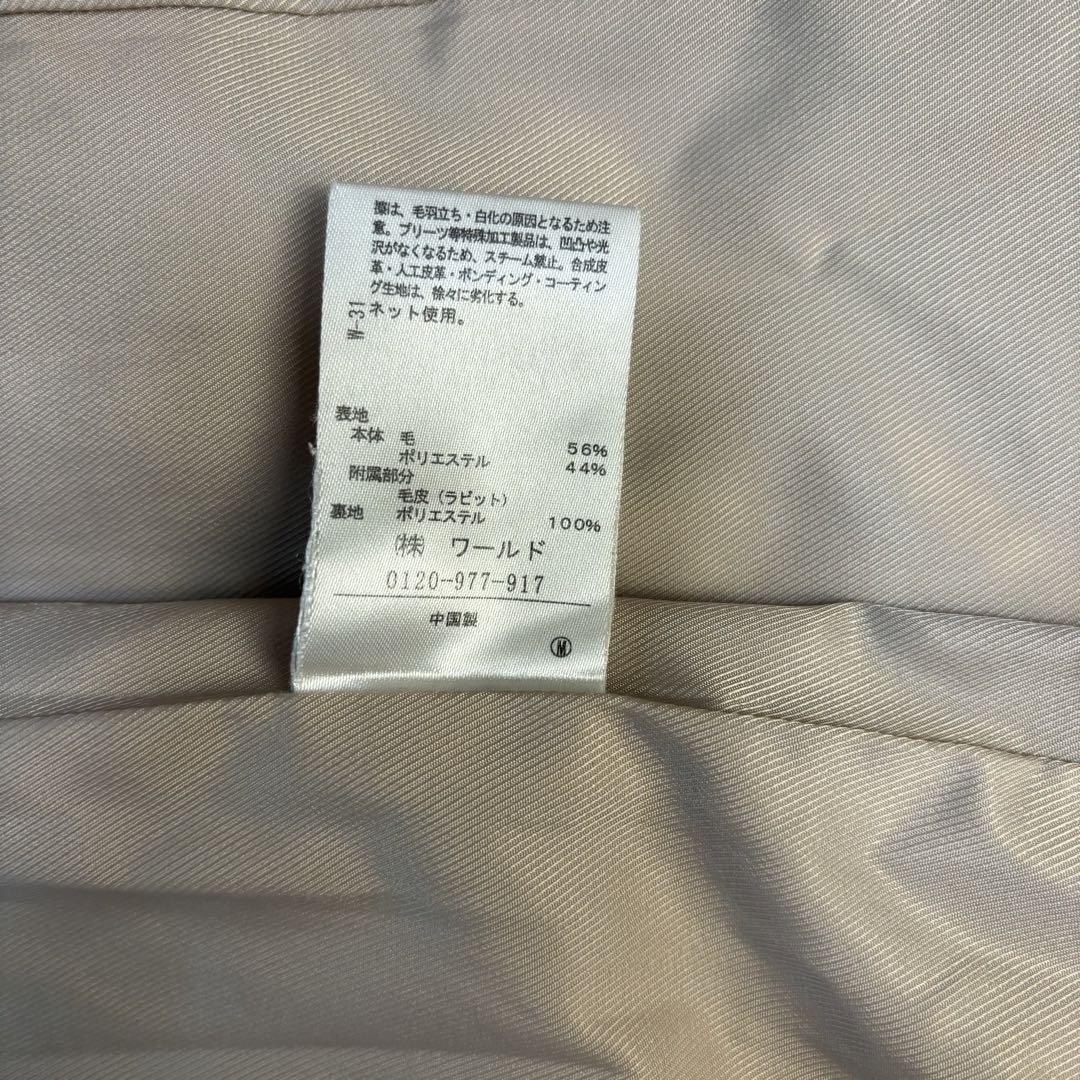 擦は、毛羽立ち・白化の原因となるため注
意。プリーツ等特殊加工製品は、凹凸や光
沢がなくなるため、スチーム禁止。合成皮
革・人工皮革・ボンディング・コーティン
グ生地は、徐々に劣化する。
ネット使用。
W-31
表地
本体 毛 56%
ポリエステル 44%
附属部分
毛皮(ラビット)
裏地 ポリエステル 100%
(株) ワールド
0120-977-917
中国製
Ⓜ